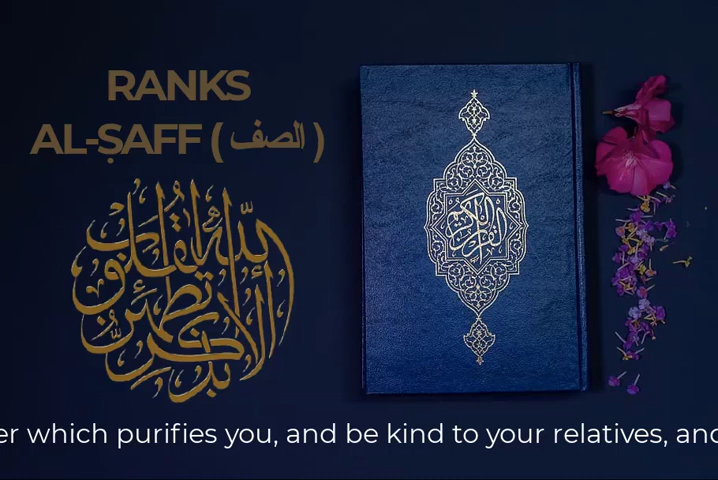 RANKS
AL-ṢAFF ( الصف )
ألا بذكر الله تطمئن القلوب
القرآن الكريم
er which purifies you, and be kind to your relatives, and